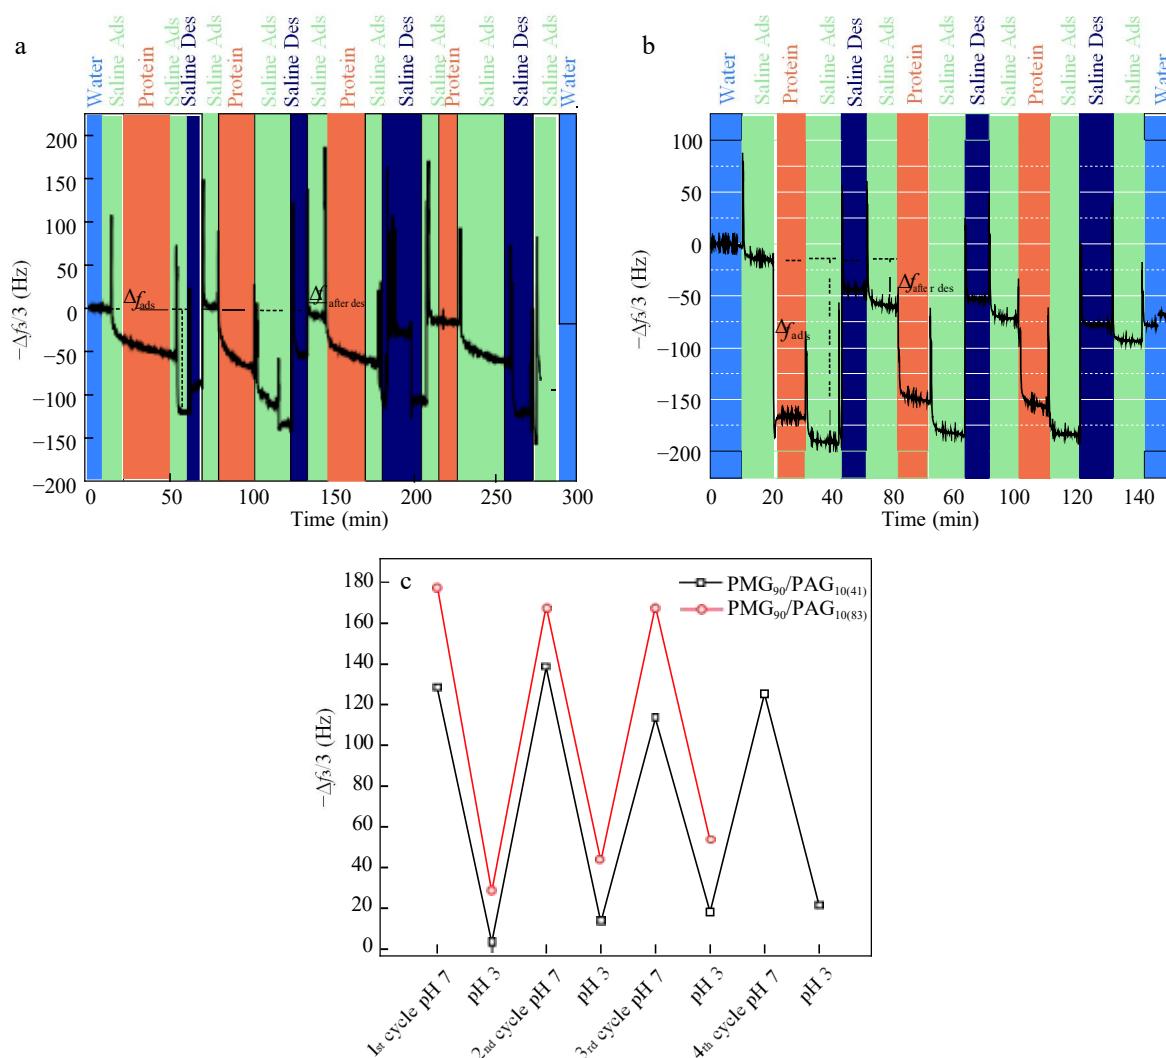 a
Water
Saline Ads
Protein
Saline Ads
Saline Des
Saline Ads
Protein
Saline Ads
Saline Des
Saline Ads
Protein
Saline Ads
Saline Des
Saline Ads
Protein
Saline Ads
Saline Des
Saline Ads
Water
200
150
100
50
0
−50
−100
−150
−200
−Δf3/3 (Hz)
Δfads
Δfafter des
0 50 100 150 200 250 300
Time (min)
b
Water
Saline Ads
Protein
Saline Ads
Saline Des
Saline Ads
Protein
Saline Ads
Saline Des
Saline Ads
Protein
Saline Ads
Saline Des
Saline Ads
Water
100
50
0
−50
−100
−150
−200
−Δf3/3 (Hz)
Δfads
Δfafter des
0 20 40 80 60 100 120 140
Time (min)
c
PMG90/PAG10(41)
PMG90/PAG10(83)
180
160
140
120
100
80
60
40
20
0
−Δf3/3 (Hz)
1st cycle pH 7
pH 3
2nd cycle pH 7
pH 3
3rd cycle pH 7
pH 3
4th cycle pH 7
pH 3